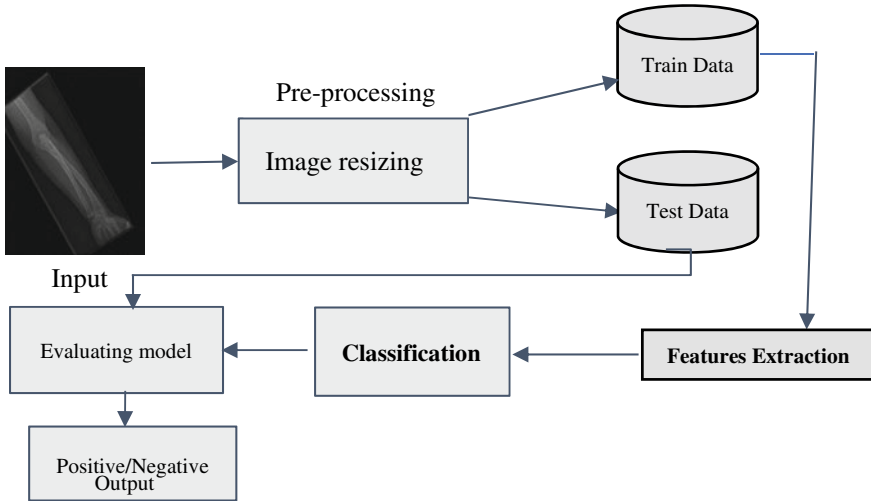 Train Data
Pre-processing
Image resizing
Test Data
Input
Evaluating model
Classification
Features Extraction
Positive/Negative
Output